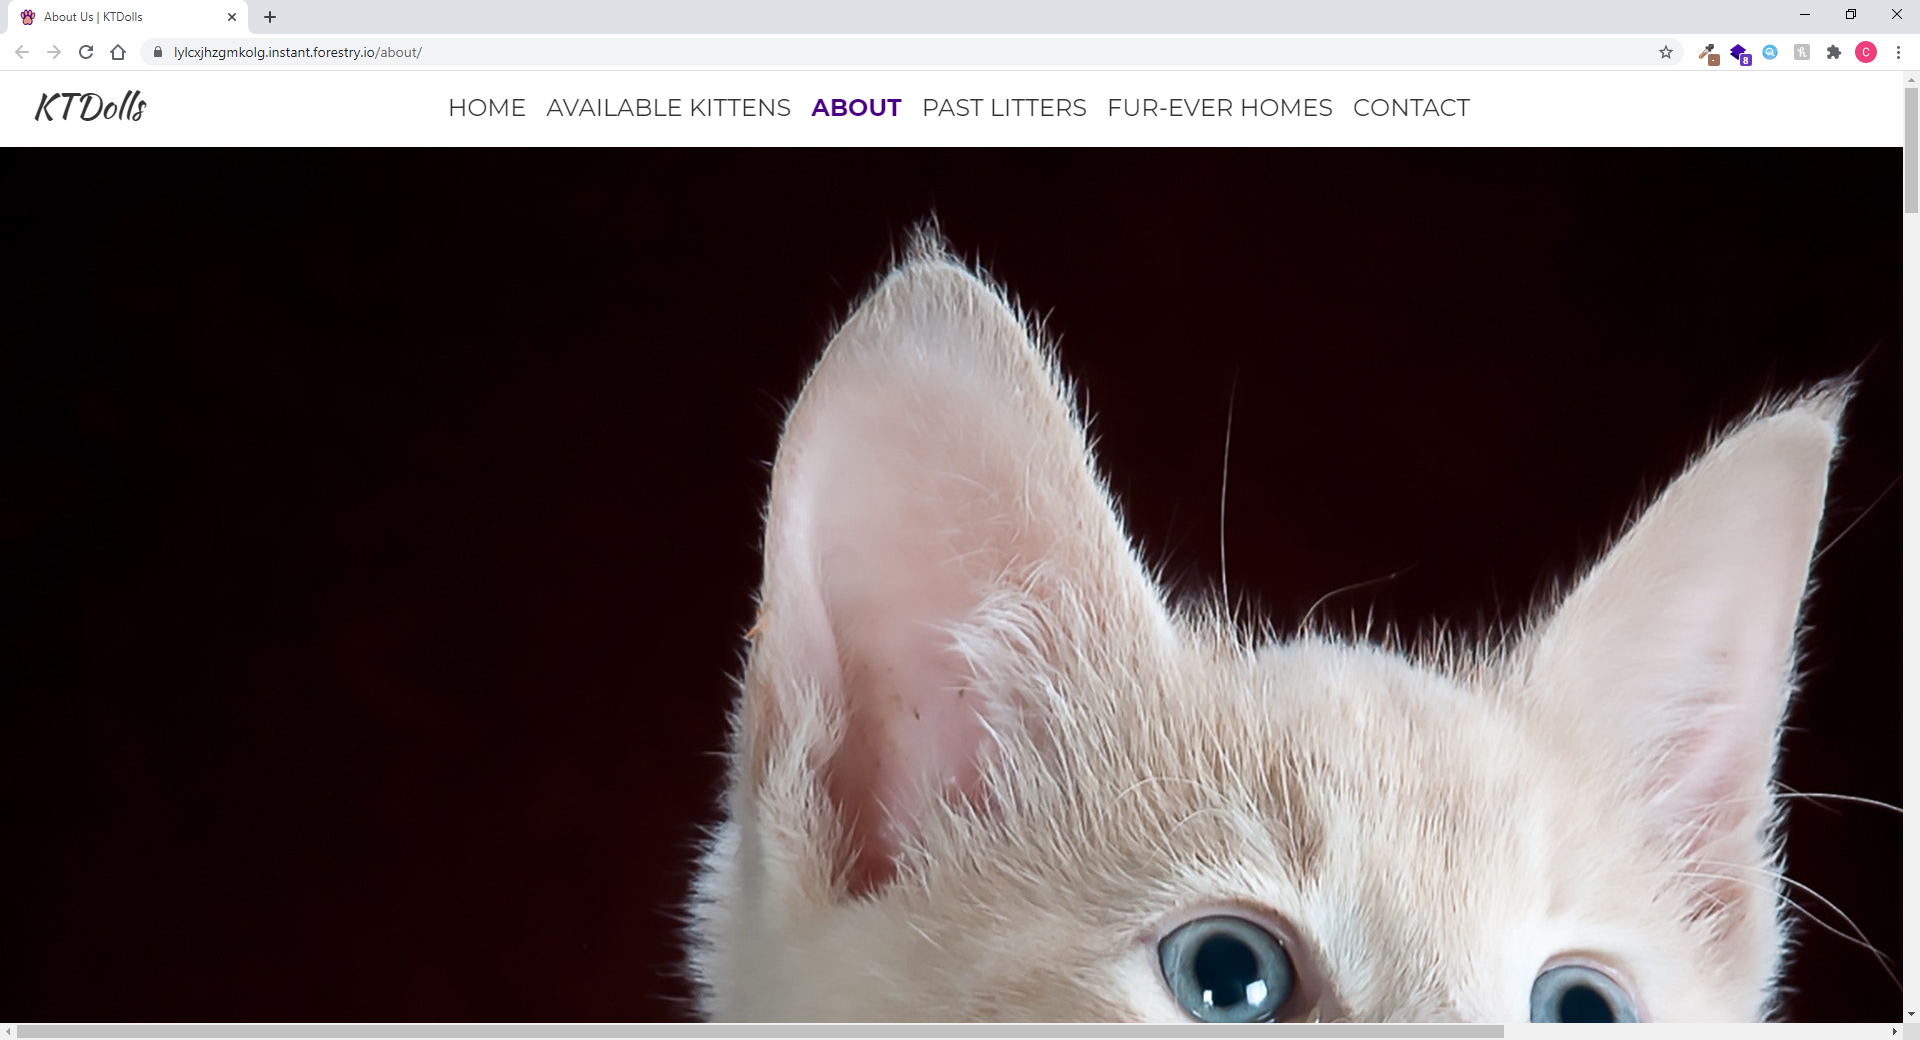 About Us | KTDolls
lylcxjhzgmkolg.instant.forestry.io/about/
8
C
KTDolls
HOME AVAILABLE KITTENS ABOUT PAST LITTERS FUR-EVER HOMES CONTACT